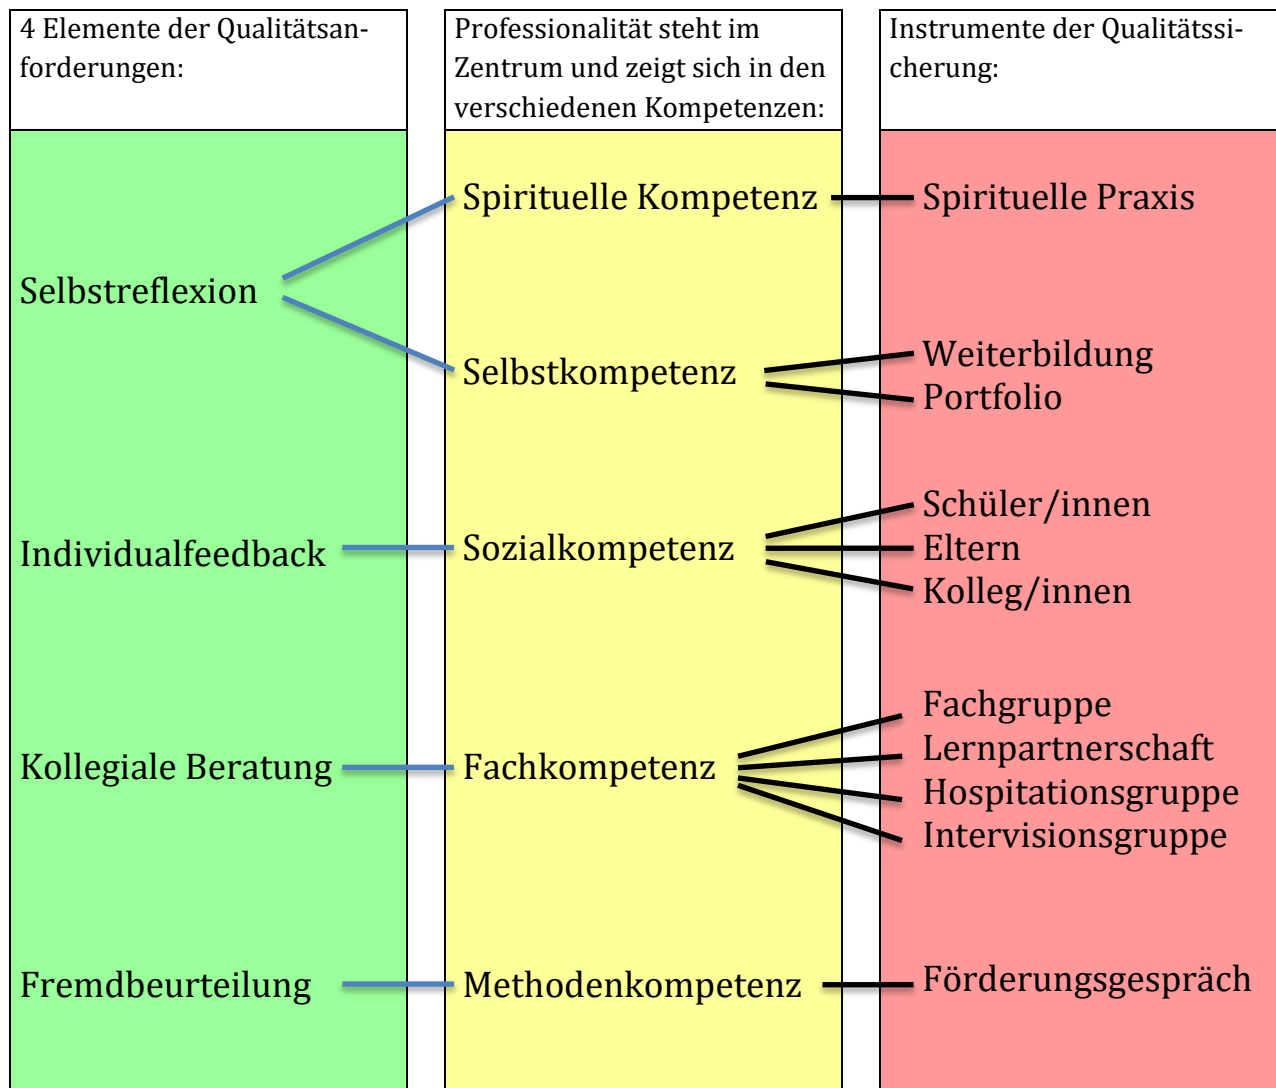 4 Elemente der Qualitätsan-
forderungen:
Professionalität steht im
Zentrum und zeigt sich in den
verschiedenen Kompetenzen:
Instrumente der Qualitätssi-
cherung:
Selbstreflexion
Individualfeedback
Kollegiale Beratung
Fremdbeurteilung
Spirituelle Kompetenz
Selbstkompetenz
Sozialkompetenz
Fachkompetenz
Methodenkompetenz
Spirituelle Praxis
Weiterbildung
Portfolio
Schüler/innen
Eltern
Kolleg/innen
Fachgruppe
Lernpartnerschaft
Hospitationsgruppe
Intervisionsgruppe
Förderungsgespräch